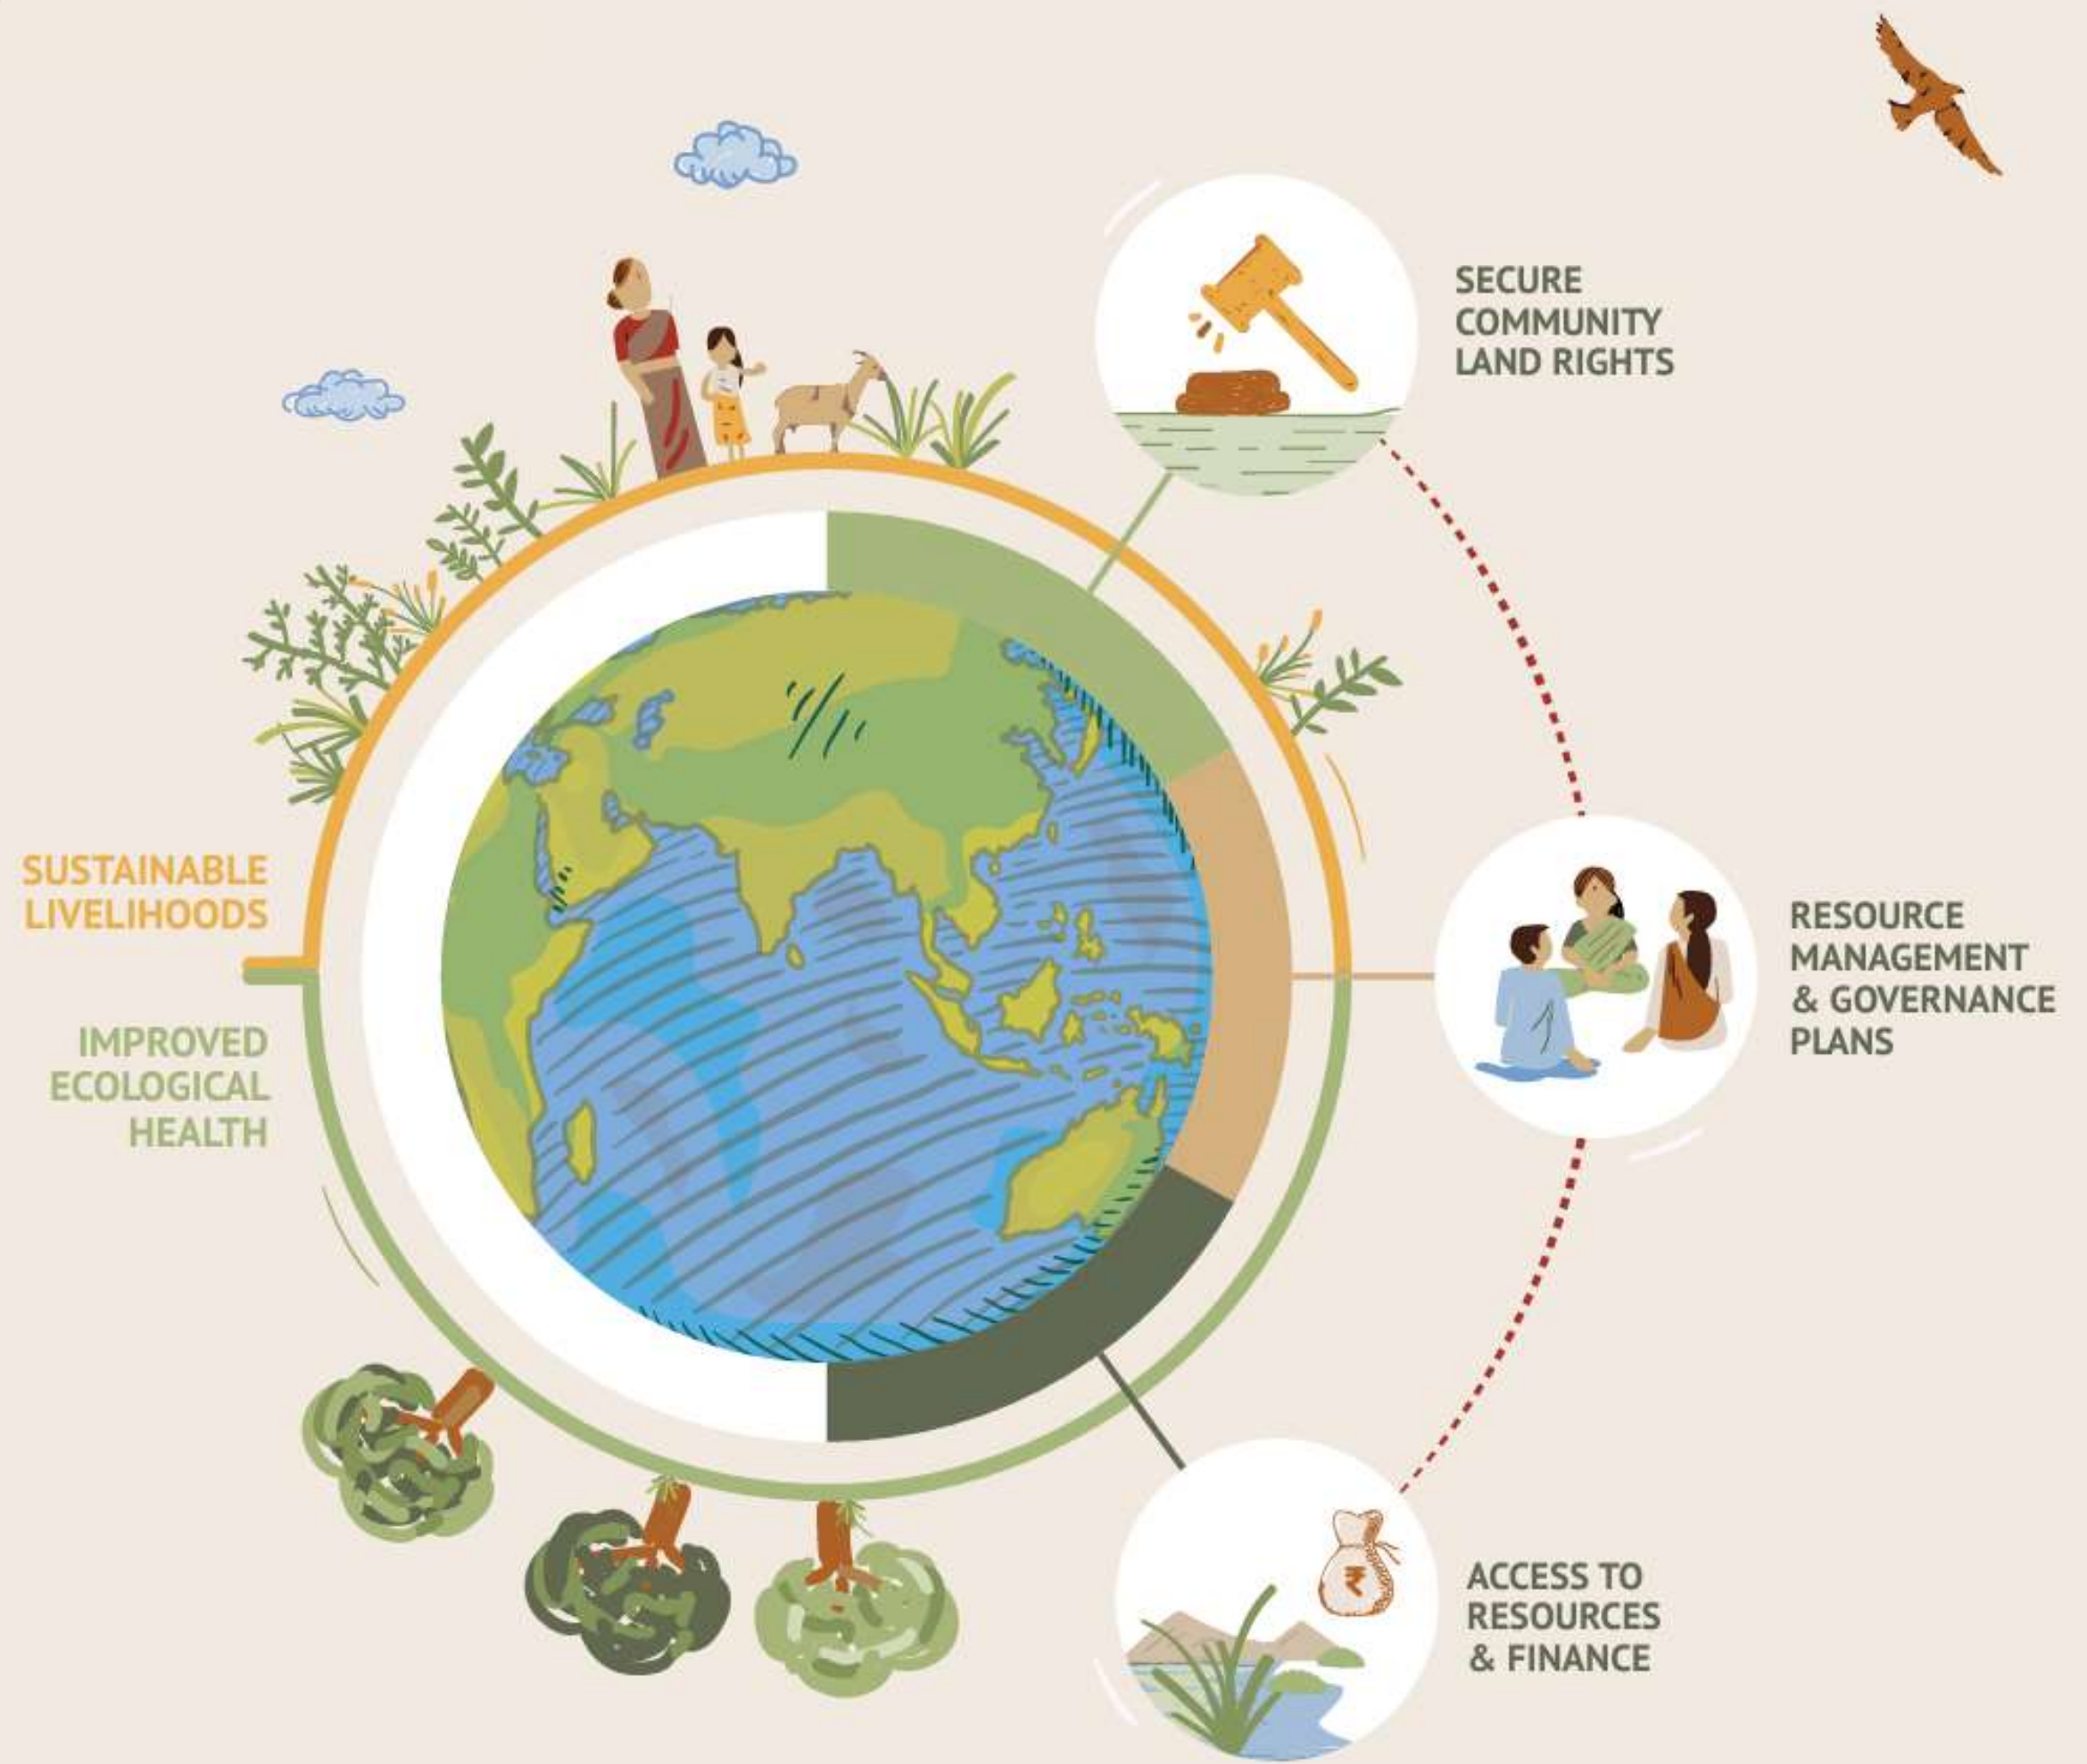 SECURE
COMMUNITY
LAND RIGHTS
SUSTAINABLE
LIVELIHOODS
IMPROVED
ECOLOGICAL
HEALTH
RESOURCE
MANAGEMENT
& GOVERNANCE
PLANS
₹
ACCESS TO
RESOURCES
& FINANCE